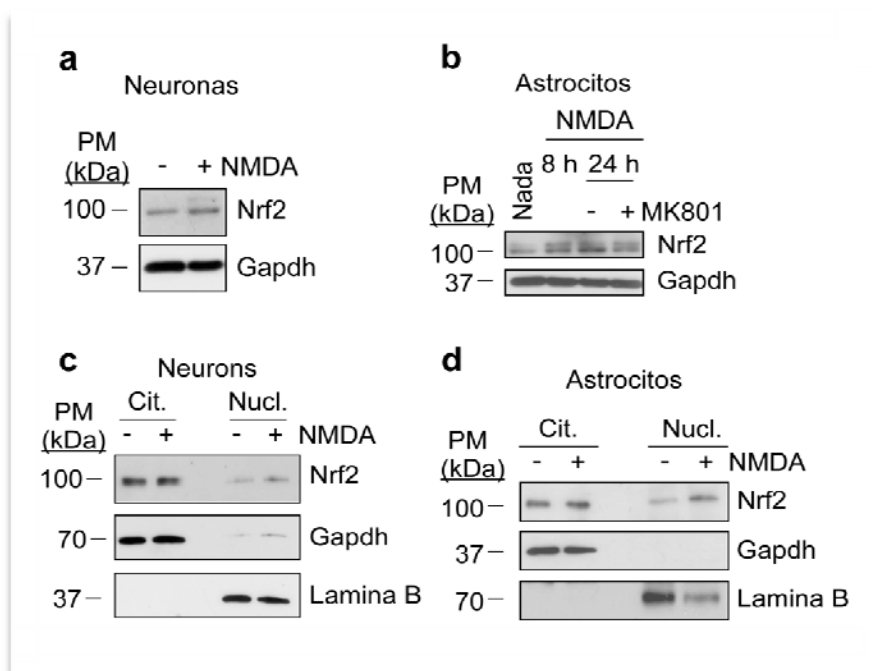 a
Neuronas
PM
(kDa)
- + NMDA
100 – Nrf2
37 – Gapdh
b
Astrocitos
NMDA
Nada 8 h 24 h
PM
(kDa)
- + MK801
100 – Nrf2
37 – Gapdh
c
Neurons
Cit. Nucl.
PM
(kDa)
- + - + NMDA
100 – Nrf2
70 – Gapdh
37 – Lamina B
d
Astrocitos
Cit. Nucl.
PM
(kDa)
- + - + NMDA
100 – Nrf2
37 – Gapdh
70 – Lamina B